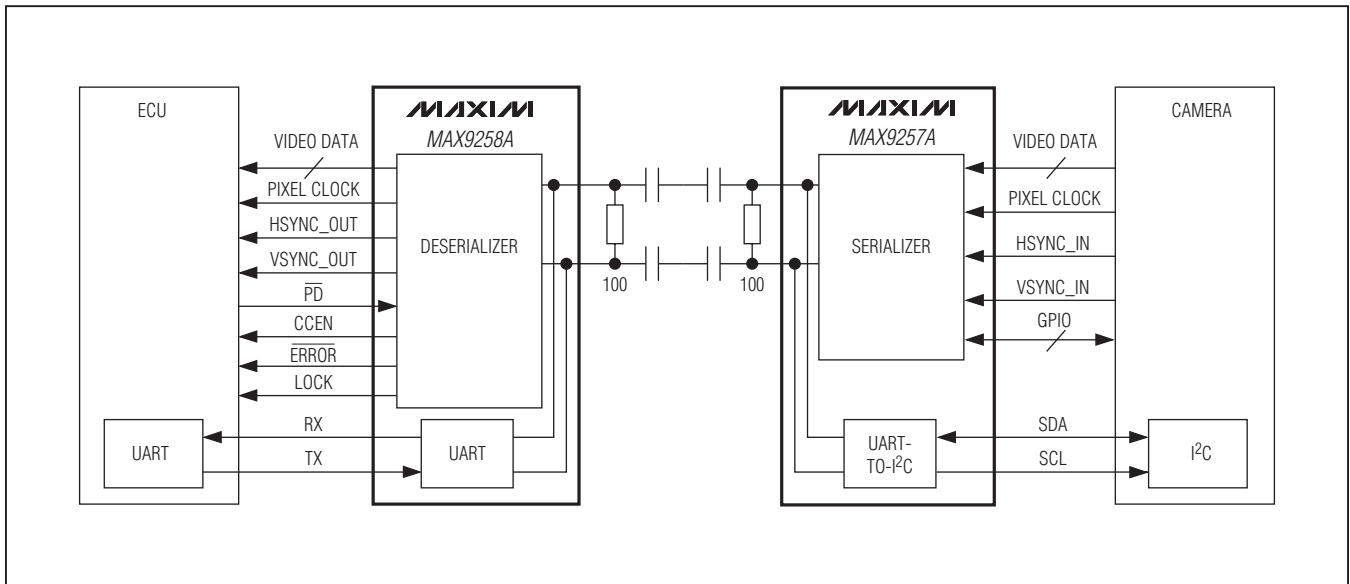 ECU
MAXIM
MAX9258A
MAXIM
MAX9257A
CAMERA
VIDEO DATA
PIXEL CLOCK
HSYNC_OUT
VSYNC_OUT
PD
CCEN
ERROR
LOCK
DESERIALIZER
100
100
SERIALIZER
VIDEO DATA
PIXEL CLOCK
HSYNC_IN
VSYNC_IN
GPIO
UART
RX
TX
UART
UART-
TO-I²C
SDA
SCL
I²C